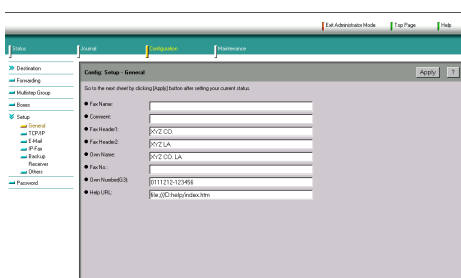 Exit Administrator Mode Top Page Help
Status Journal Configuration Maintenance
Destination
Forwarding
Multistep Group
Boxes
Setup
General
TCP/IP
E-Mail
IP-Fax
Backup
Receiver
Others
Password
Config: Setup - General
Apply ?
Go to the next sheet by clicking [Apply] button after setting your current status.
Fax Name:
Comment:
Fax Header1: XYZ CO.
Fax Header2: XYZ LA
Own Name: XYZ CO. LA
Fax No.:
Own Number(G3): 0111212-123456
Help URL: file:///D:help/index.htm